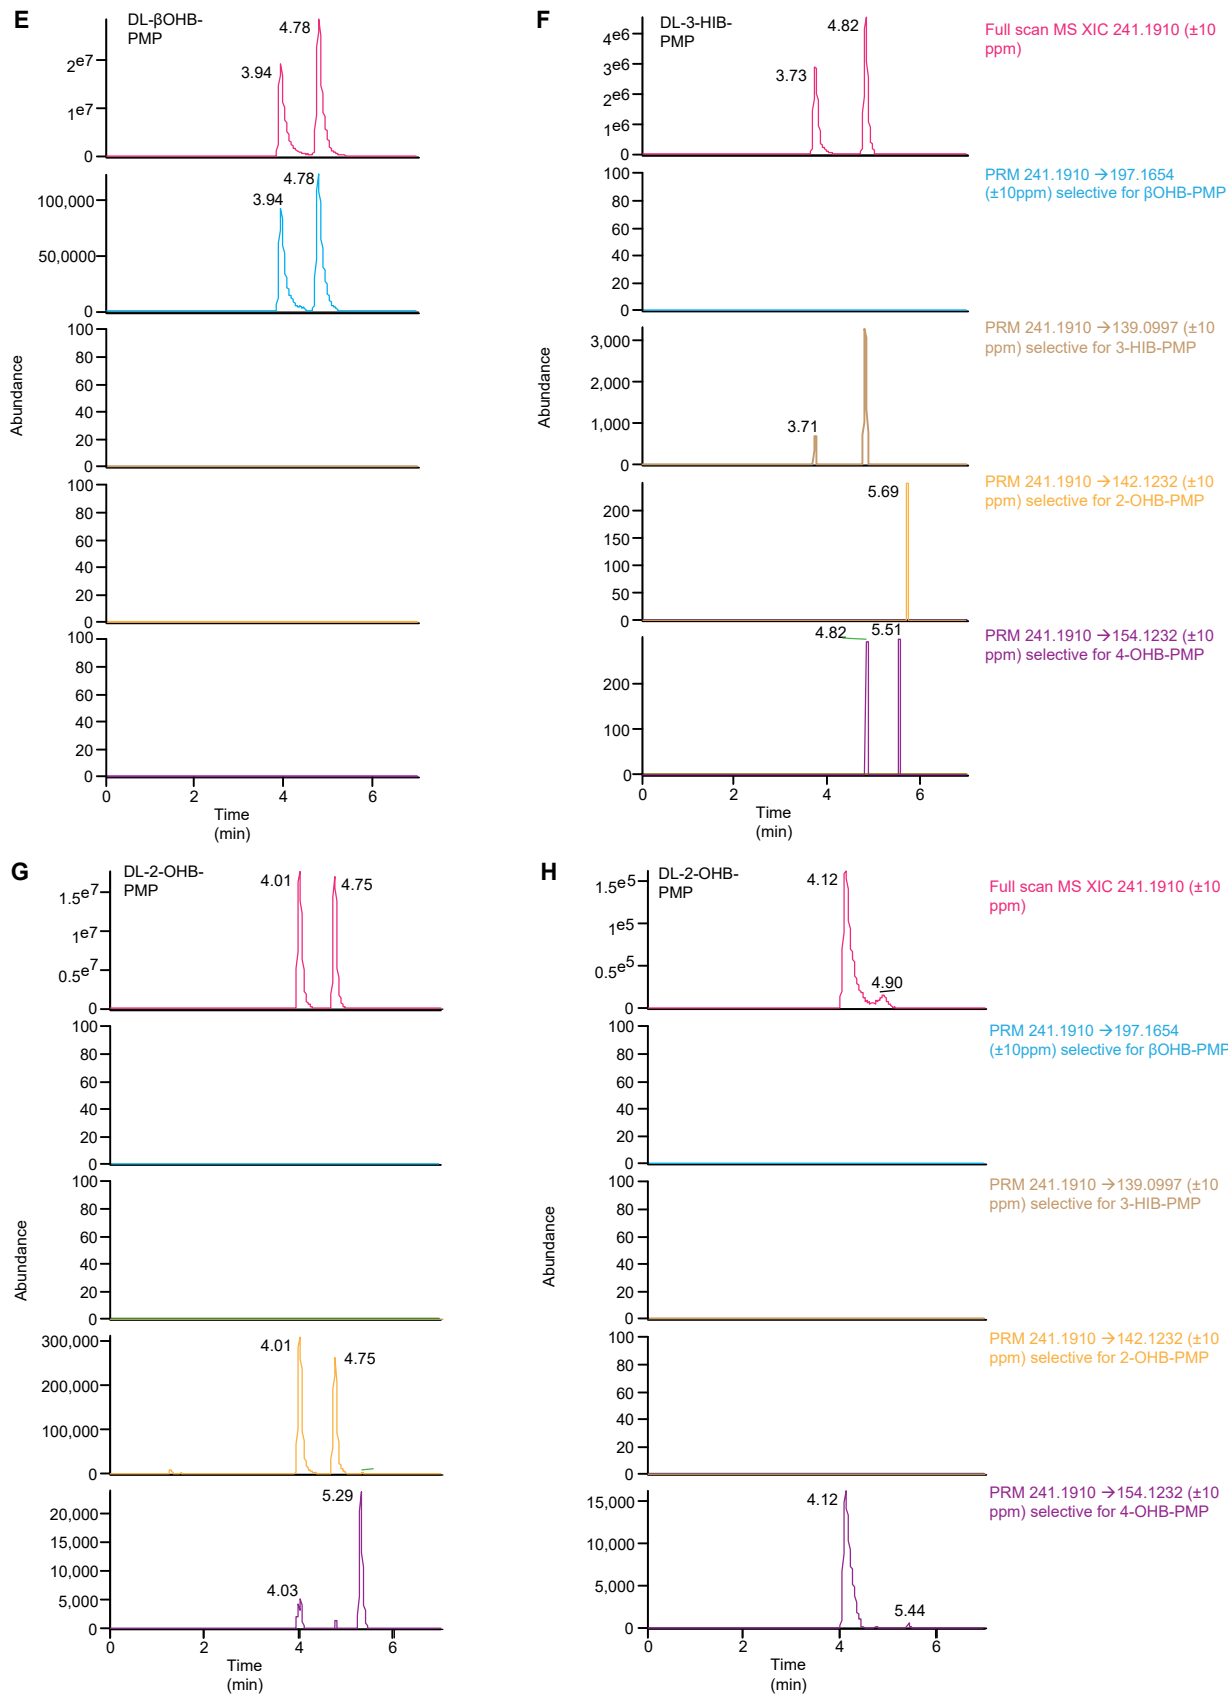 E
DL-βOHB-
PMP
4.78
3.94
2e7
1e7
0
4.78
3.94
100,000
50,0000
0
100
80
60
40
20
0
100
80
60
40
20
0
100
80
60
40
20
0
0
2
4
6
Time
(min)
Abundance
F
DL-3-HIB-
PMP
4.82
3.73
4e6
3e6
2e6
1e6
0
Full scan MS XIC 241.1910 (±10
ppm)
100
80
60
40
20
0
PRM 241.1910 →197.1654
(±10ppm) selective for βOHB-PMP
3,000
2,000
1,000
0
3.71
PRM 241.1910 →139.0997 (±10
ppm) selective for 3-HIB-PMP
5.69
200
150
100
50
0
PRM 241.1910 →142.1232 (±10
ppm) selective for 2-OHB-PMP
4.82
5.51
200
100
0
PRM 241.1910 →154.1232 (±10
ppm) selective for 4-OHB-PMP
0
2
4
6
Time
(min)
Abundance
G
DL-2-OHB-
PMP
4.01
4.75
1.5e7
1e7
0.5e7
0
100
80
60
40
20
0
100
80
60
40
20
0
300,000
200,000
100,000
0
4.01
4.75
5.29
4.03
20,000
15,000
10,000
5,000
0
0
2
4
6
Time
(min)
Abundance
H
DL-2-OHB-
PMP
4.12
4.90
1.5e5
1e5
0.5e5
0
Full scan MS XIC 241.1910 (±10
ppm)
100
80
60
40
20
0
PRM 241.1910 →197.1654
(±10ppm) selective for βOHB-PMP
100
80
60
40
20
0
PRM 241.1910 →139.0997 (±10
ppm) selective for 3-HIB-PMP
100
80
60
40
20
0
PRM 241.1910 →142.1232 (±10
ppm) selective for 2-OHB-PMP
4.12
5.44
15,000
10,000
5,000
0
PRM 241.1910 →154.1232 (±10
ppm) selective for 4-OHB-PMP
0
2
4
6
Time
(min)
Abundance